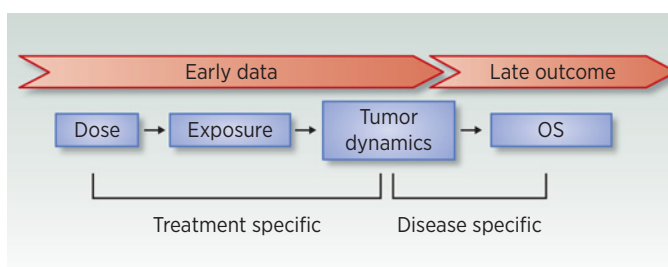 Early data
Late outcome
Dose
Exposure
Tumor
dynamics
OS
Treatment specific
Disease specific